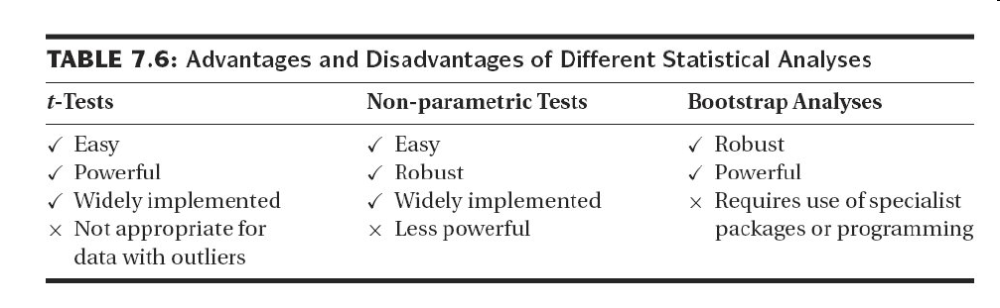 TABLE 7.6: Advantages and Disadvantages of Different Statistical Analyses
t-Tests Non-parametric Tests Bootstrap Analyses
✓ Easy ✓ Easy ✓ Robust
✓ Powerful ✓ Robust ✓ Powerful
✓ Widely implemented ✓ Widely implemented × Requires use of specialist
× Not appropriate for × Less powerful packages or programming
data with outliers